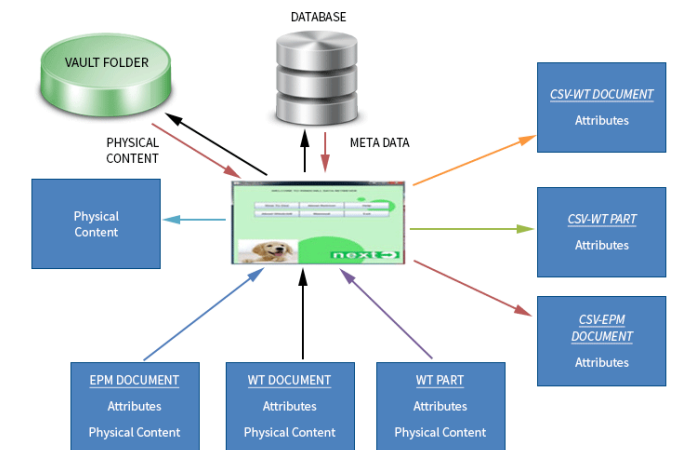 DATABASE
VAULT FOLDER
PHYSICAL
CONTENT
META DATA
CSV-WT DOCUMENT
Attributes
Physical
Content
CSV-WT PART
Attributes
next
CSV-EPM
DOCUMENT
Attributes
EPM DOCUMENT
Attributes
Physical Content
WT DOCUMENT
Attributes
Physical Content
WT PART
Attributes
Physical Content